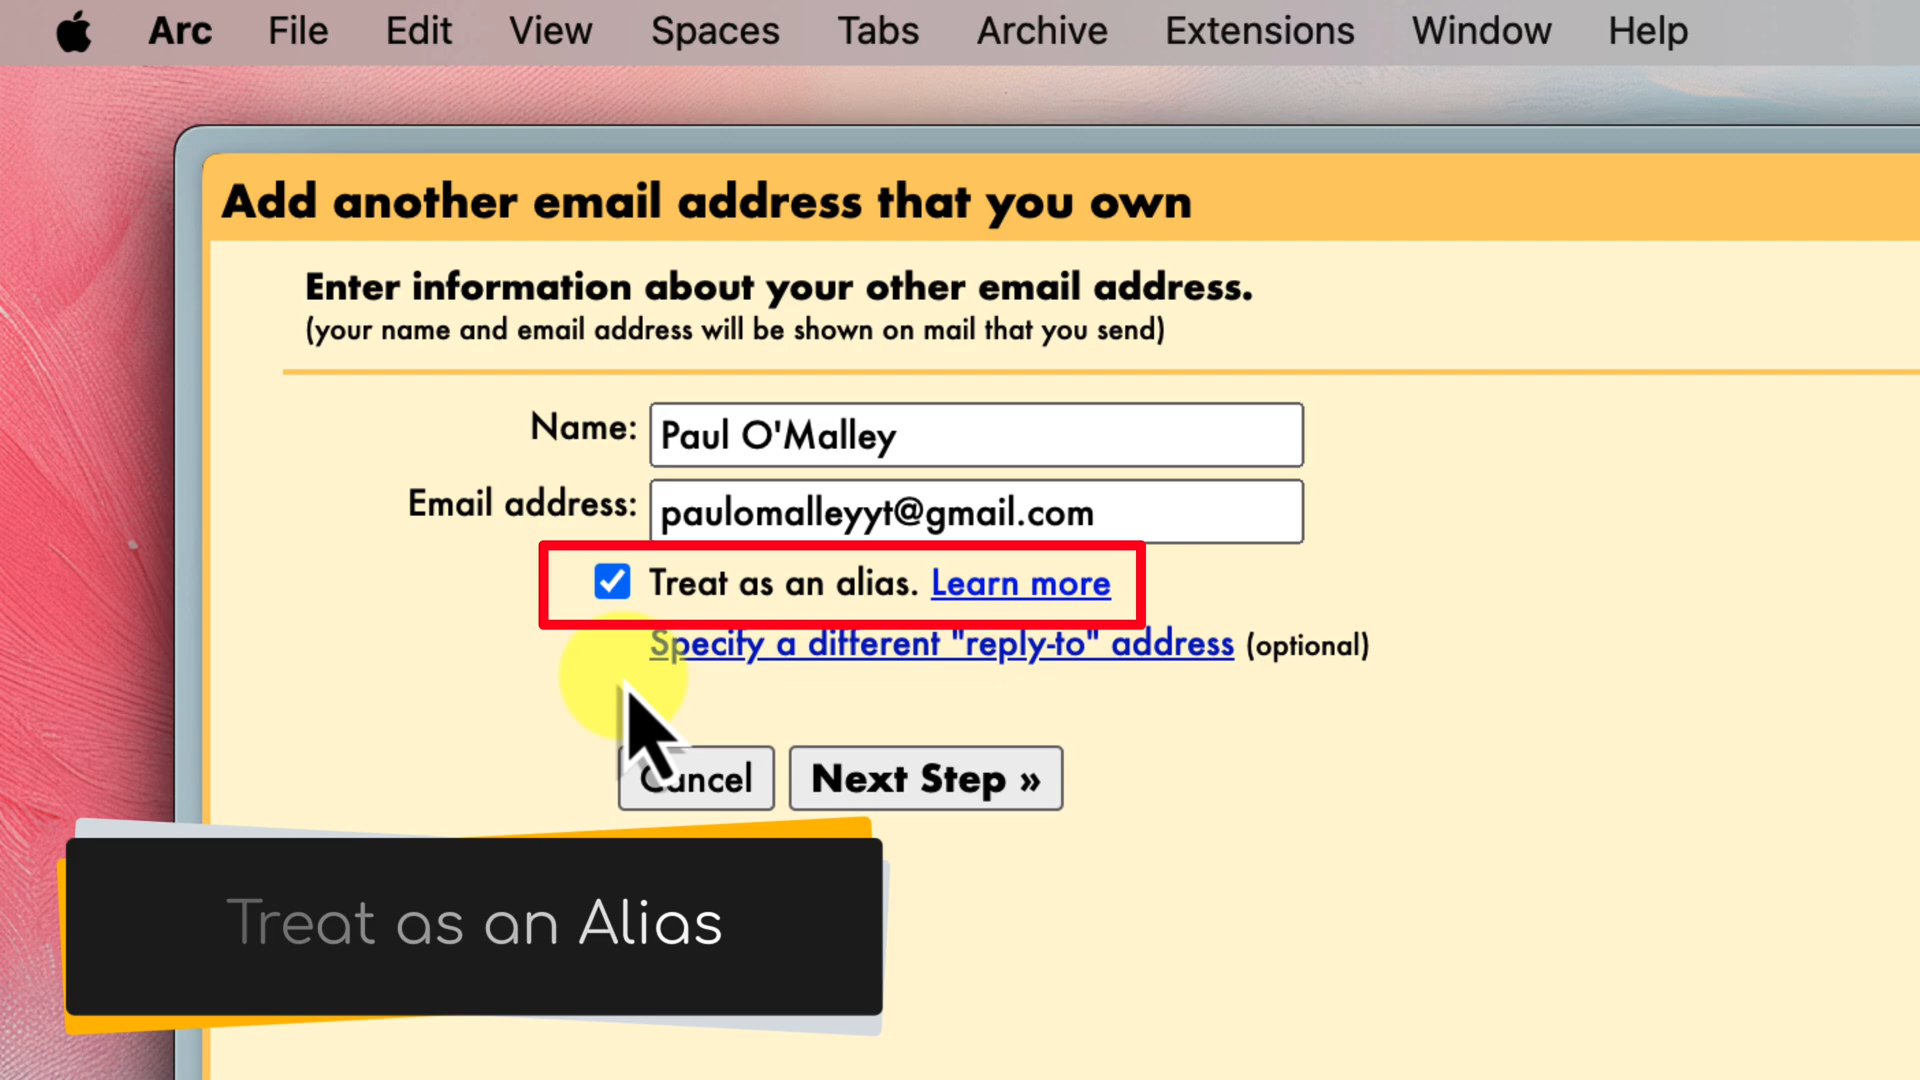 Arc File Edit View Spaces Tabs Archive Extensions Window Help
Add another email address that you own
Enter information about your other email address.
(your name and email address will be shown on mail that you send)
Name: Paul O'Malley
Email address: paulomalleyyt@gmail.com
Treat as an alias. Learn more
Specify a different "reply-to" address (optional)
Cancel Next Step »
Treat as an Alias